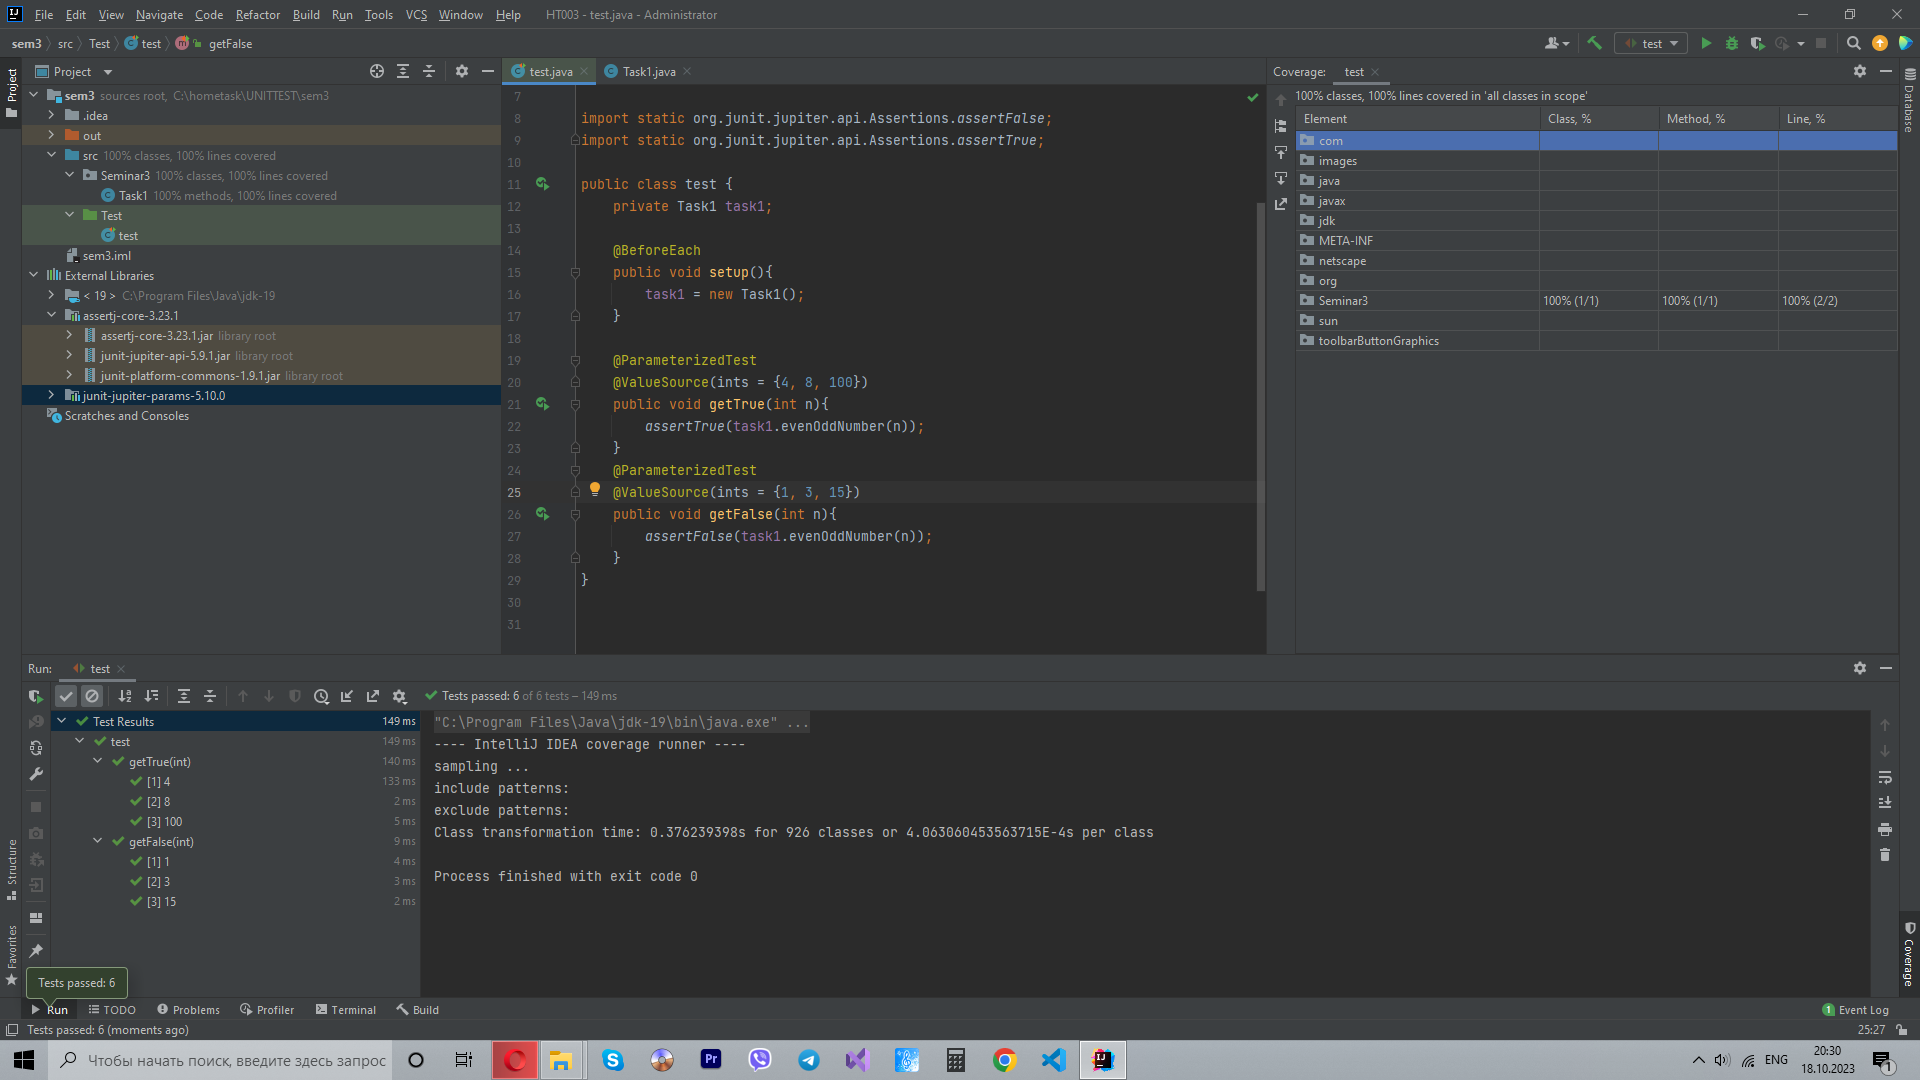 File Edit View Navigate Code Refactor Build Run Tools VCS Window Help HT003 - test.java - Administrator
sem3 src Test test getFalse
test
Project
Project
test.java
Task1.java
Coverage: test
Database
sem3 sources root, C:\hometask\UNITTEST\sem3
.idea
out
src 100% classes, 100% lines covered
Seminar3 100% classes, 100% lines covered
Task1 100% methods, 100% lines covered
Test
test
sem3.iml
External Libraries
< 19 > C:\Program Files\Java\jdk-19
assertj-core-3.23.1
assertj-core-3.23.1.jar library root
junit-jupiter-api-5.9.1.jar library root
junit-platform-commons-1.9.1.jar library root
junit-jupiter-params-5.10.0
Scratches and Consoles
7
8 import static org.junit.jupiter.api.Assertions.assertFalse;
9 import static org.junit.jupiter.api.Assertions.assertTrue;
10
11 public class test {
12 private Task1 task1;
13
14 @BeforeEach
15 public void setup(){
16 task1 = new Task1();
17 }
18
19 @ParameterizedTest
20 @ValueSource(ints = {4, 8, 100})
21 public void getTrue(int n){
22 assertTrue(task1.evenOddNumber(n));
23 }
24 @ParameterizedTest
25 @ValueSource(ints = {1, 3, 15})
26 public void getFalse(int n){
27 assertFalse(task1.evenOddNumber(n));
28 }
29 }
30
31
100% classes, 100% lines covered in 'all classes in scope'
Element Class, % Method, % Line, %
com
images
java
javax
jdk
META-INF
netscape
org
Seminar3 100% (1/1) 100% (1/1) 100% (2/2)
sun
toolbarButtonGraphics
Run: test
Tests passed: 6 of 6 tests – 149 ms
Test Results 149 ms
test 149 ms
getTrue(int) 140 ms
[1] 4 133 ms
[2] 8 2 ms
[3] 100 5 ms
getFalse(int) 9 ms
[1] 1 4 ms
[2] 3 3 ms
[3] 15 2 ms
"C:\Program Files\Java\jdk-19\bin\java.exe" ...
---- IntelliJ IDEA coverage runner ----
sampling ...
include patterns:
exclude patterns:
Class transformation time: 0.376239398s for 926 classes or 4.063060453563715E-4s per class
Process finished with exit code 0
Structure
Favorites
Coverage
Tests passed: 6
Run TODO Problems Profiler Terminal Build
1 Event Log
Tests passed: 6 (moments ago)
25:27
Чтобы начать поиск, введите здесь запрос
Pr
ENG
20:30
18.10.2023
1